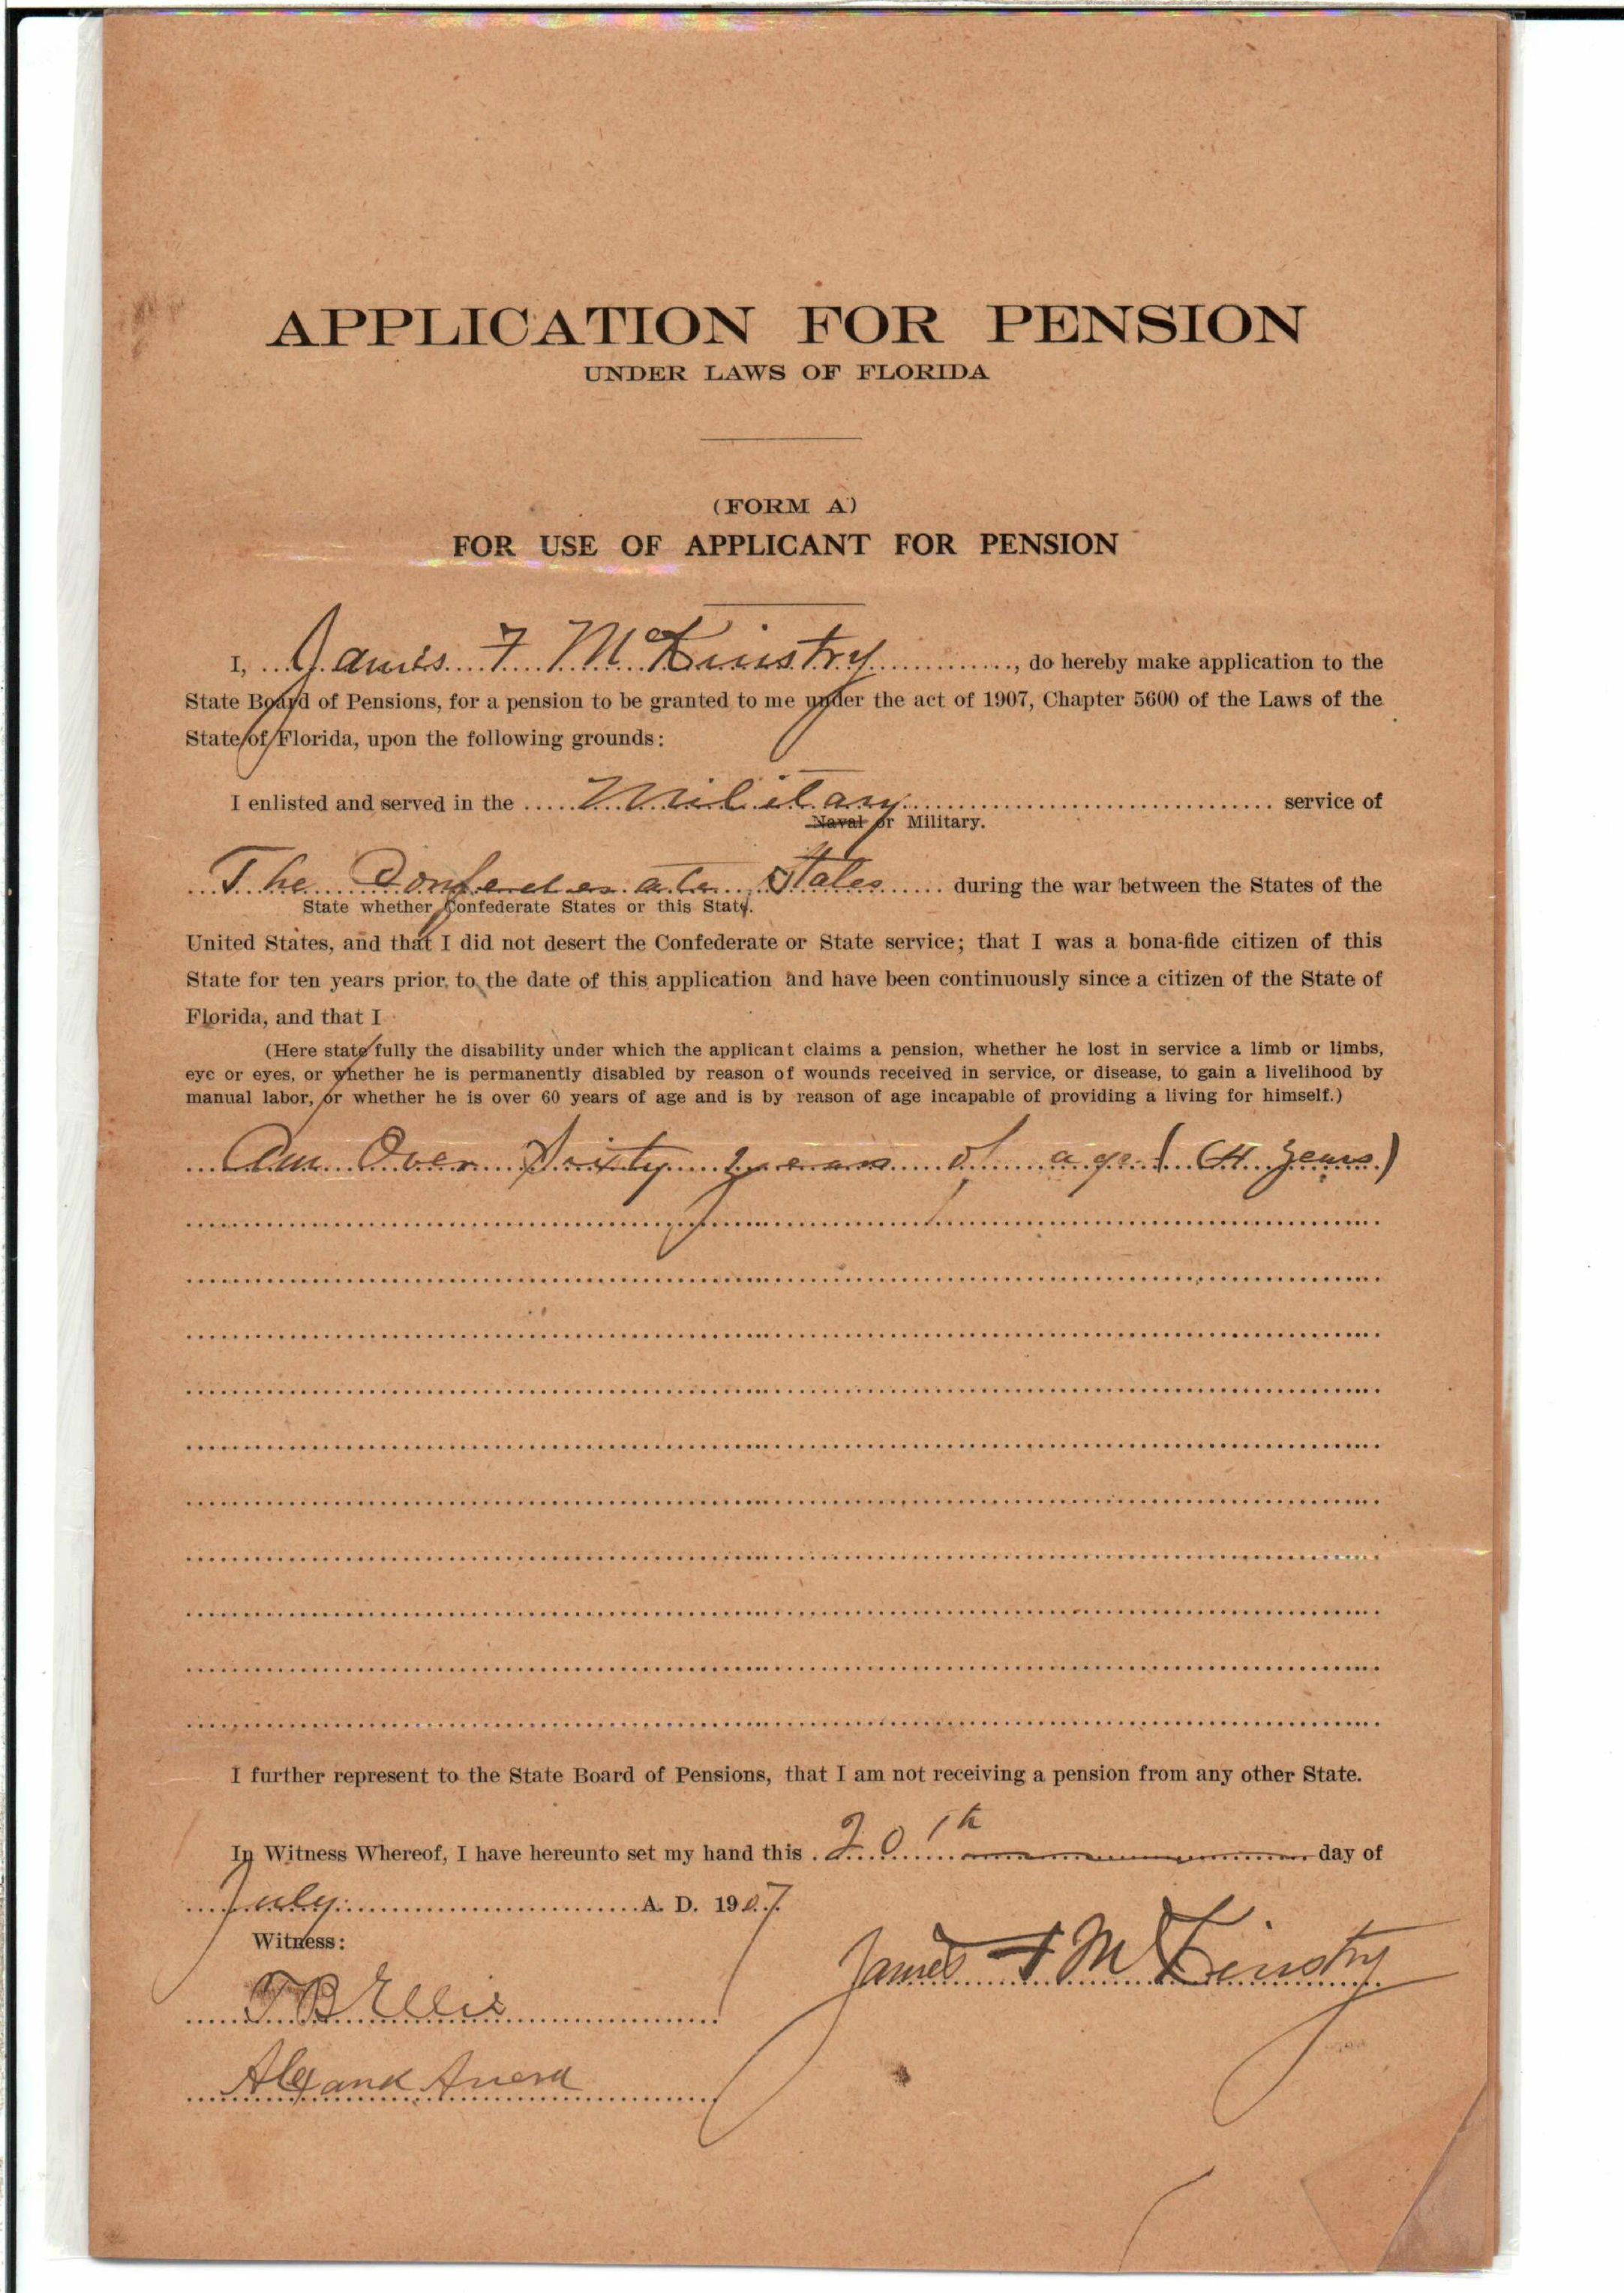 APPLICATION FOR PENSION
UNDER LAWS OF FLORIDA
(FORM A)
FOR USE OF APPLICANT FOR PENSION
I, James F McKinstry, do hereby make application to the
State Board of Pensions, for a pension to be granted to me under the act of 1907, Chapter 5600 of the Laws of the
State of Florida, upon the following grounds:
I enlisted and served in the Military service of
Naval or Military.
The Confederate States during the war between the States of the
State whether Confederate States or this State.
United States, and that I did not desert the Confederate or State service; that I was a bona-fide citizen of this
State for ten years prior to the date of this application and have been continuously since a citizen of the State of
Florida, and that I
(Here state fully the disability under which the applicant claims a pension, whether he lost in service a limb or limbs,
eye or eyes, or whether he is permanently disabled by reason of wounds received in service, or disease, to gain a livelihood by
manual labor, or whether he is over 60 years of age and is by reason of age incapable of providing a living for himself.)
Am Over Sixty years of age (64 years)
I further represent to the State Board of Pensions, that I am not receiving a pension from any other State.
In Witness Whereof, I have hereunto set my hand this 20th day of
July A. D. 1907
Witness:
James F McKinstry
TB Ellis